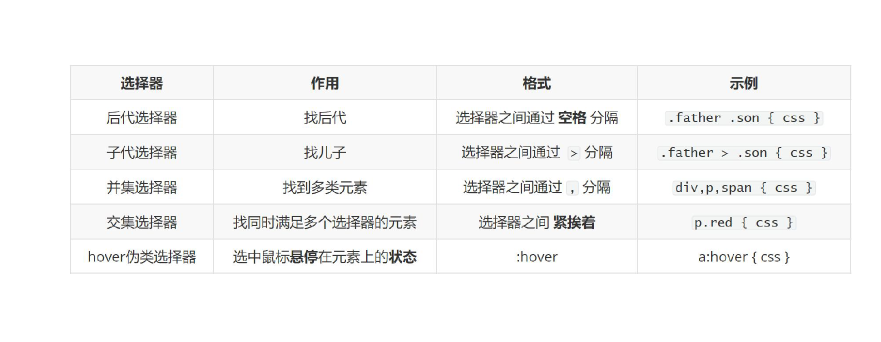 选择器 作用 格式 示例
后代选择器 找后代 选择器之间通过 空格 分隔 .father .son { css }
子代选择器 找儿子 选择器之间通过 > 分隔 .father > .son { css }
并集选择器 找到多类元素 选择器之间通过 , 分隔 div,p,span { css }
交集选择器 找同时满足多个选择器的元素 选择器之间 紧挨着 p.red { css }
hover伪类选择器 选中鼠标悬停在元素上的状态 :hover a:hover { css }